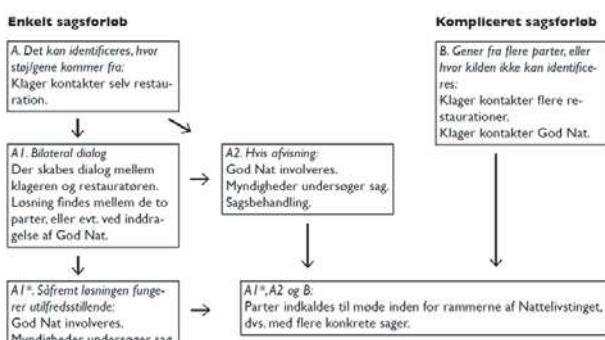 Enkelt sagsforløb
Kompliceret sagsforløb
A. Det kan identificeres, hvor
støj/gene kommer fra:
Klager kontakter selv restau-
ration.
B. Gener fra flere parter, eller
hvor kilden ikke kan identifice-
res:
Klager kontakter flere re-
staurationer.
Klager kontakter God Nat.
A1. Bilateral dialog
Der skabes dialog mellem
klageren og restauratøren.
Løsning findes mellem de to
parter, eller evt. ved inddra-
gelse af God Nat.
A2. Hvis afvisning:
God Nat involveres.
Myndigheder undersøger sag.
Sagsbehandling.
A1*. Såfremt løsningen funge-
rer utilfredsstillende:
God Nat involveres.
Myndigheder undersøger sag.
A1*, A2 og B:
Parter indkaldes til møde inden for rammerne af Nattelivstinget,
dvs. med flere konkrete sager.